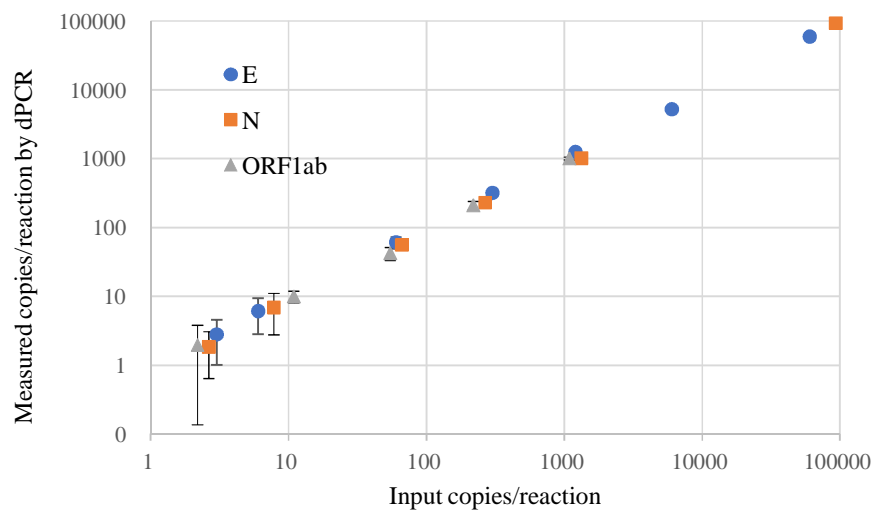 Measured copies/reaction by dPCR
100000
10000
1000
100
10
1
0
E
N
ORF1ab
1 10 100 1000 10000 100000
Input copies/reaction